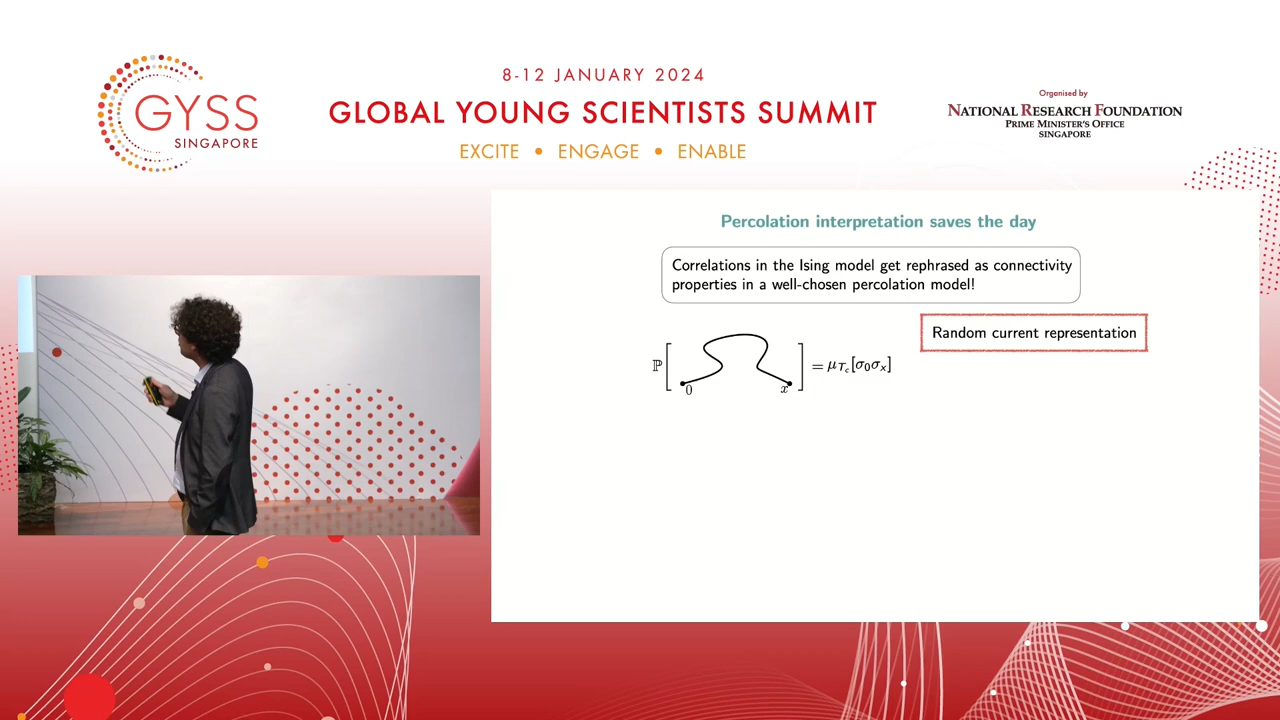 GYSS
SINGAPORE
8-12 JANUARY 2024
GLOBAL YOUNG SCIENTISTS SUMMIT
EXCITE • ENGAGE • ENABLE
Organised by
NATIONAL RESEARCH FOUNDATION
PRIME MINISTER'S OFFICE
SINGAPORE
Percolation interpretation saves the day
Correlations in the Ising model get rephrased as connectivity
properties in a well-chosen percolation model!
Random current representation
ℙ[ 0 x ] = μ_{T_c}[σ₀σₓ]